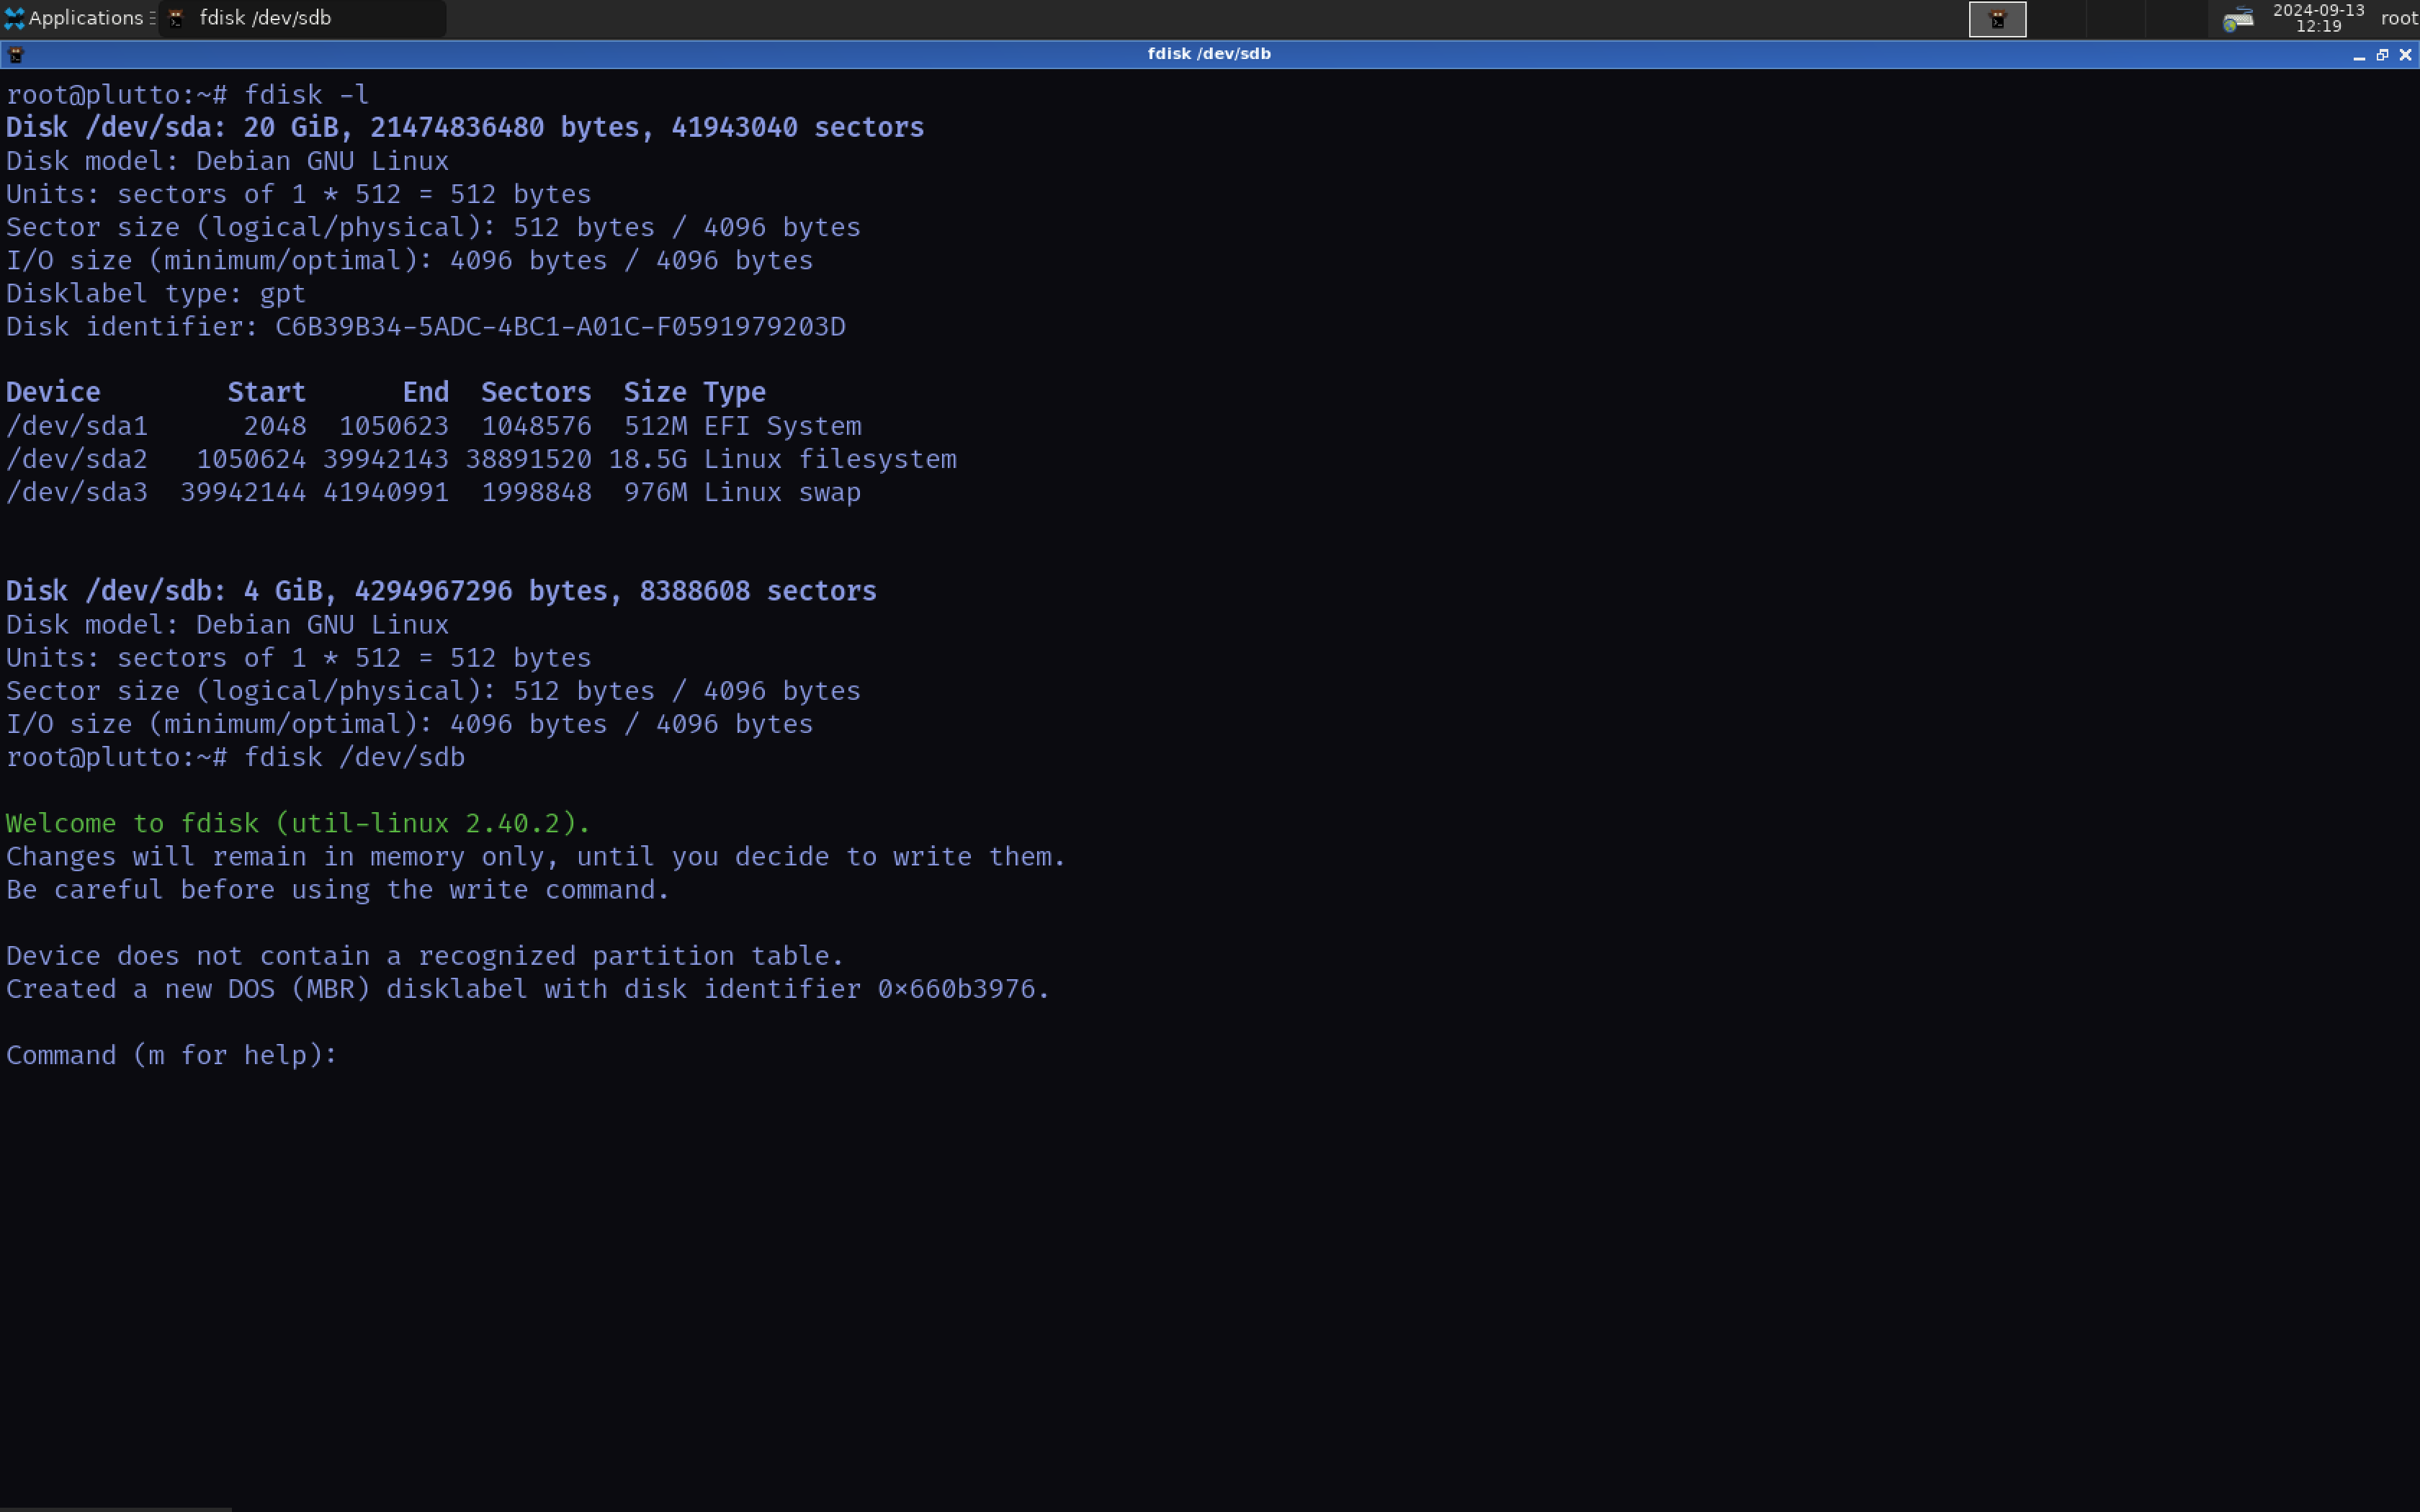 Applications fdisk /dev/sdb 2024-09-13 12:19 root
fdisk /dev/sdb
root@plutto:~# fdisk -l
Disk /dev/sda: 20 GiB, 21474836480 bytes, 41943040 sectors
Disk model: Debian GNU Linux
Units: sectors of 1 * 512 = 512 bytes
Sector size (logical/physical): 512 bytes / 4096 bytes
I/O size (minimum/optimal): 4096 bytes / 4096 bytes
Disklabel type: gpt
Disk identifier: C6B39B34-5ADC-4BC1-A01C-F0591979203D
Device Start End Sectors Size Type
/dev/sda1 2048 1050623 1048576 512M EFI System
/dev/sda2 1050624 39942143 38891520 18.5G Linux filesystem
/dev/sda3 39942144 41940991 1998848 976M Linux swap
Disk /dev/sdb: 4 GiB, 4294967296 bytes, 8388608 sectors
Disk model: Debian GNU Linux
Units: sectors of 1 * 512 = 512 bytes
Sector size (logical/physical): 512 bytes / 4096 bytes
I/O size (minimum/optimal): 4096 bytes / 4096 bytes
root@plutto:~# fdisk /dev/sdb
Welcome to fdisk (util-linux 2.40.2).
Changes will remain in memory only, until you decide to write them.
Be careful before using the write command.
Device does not contain a recognized partition table.
Created a new DOS (MBR) disklabel with disk identifier 0×660b3976.
Command (m for help):